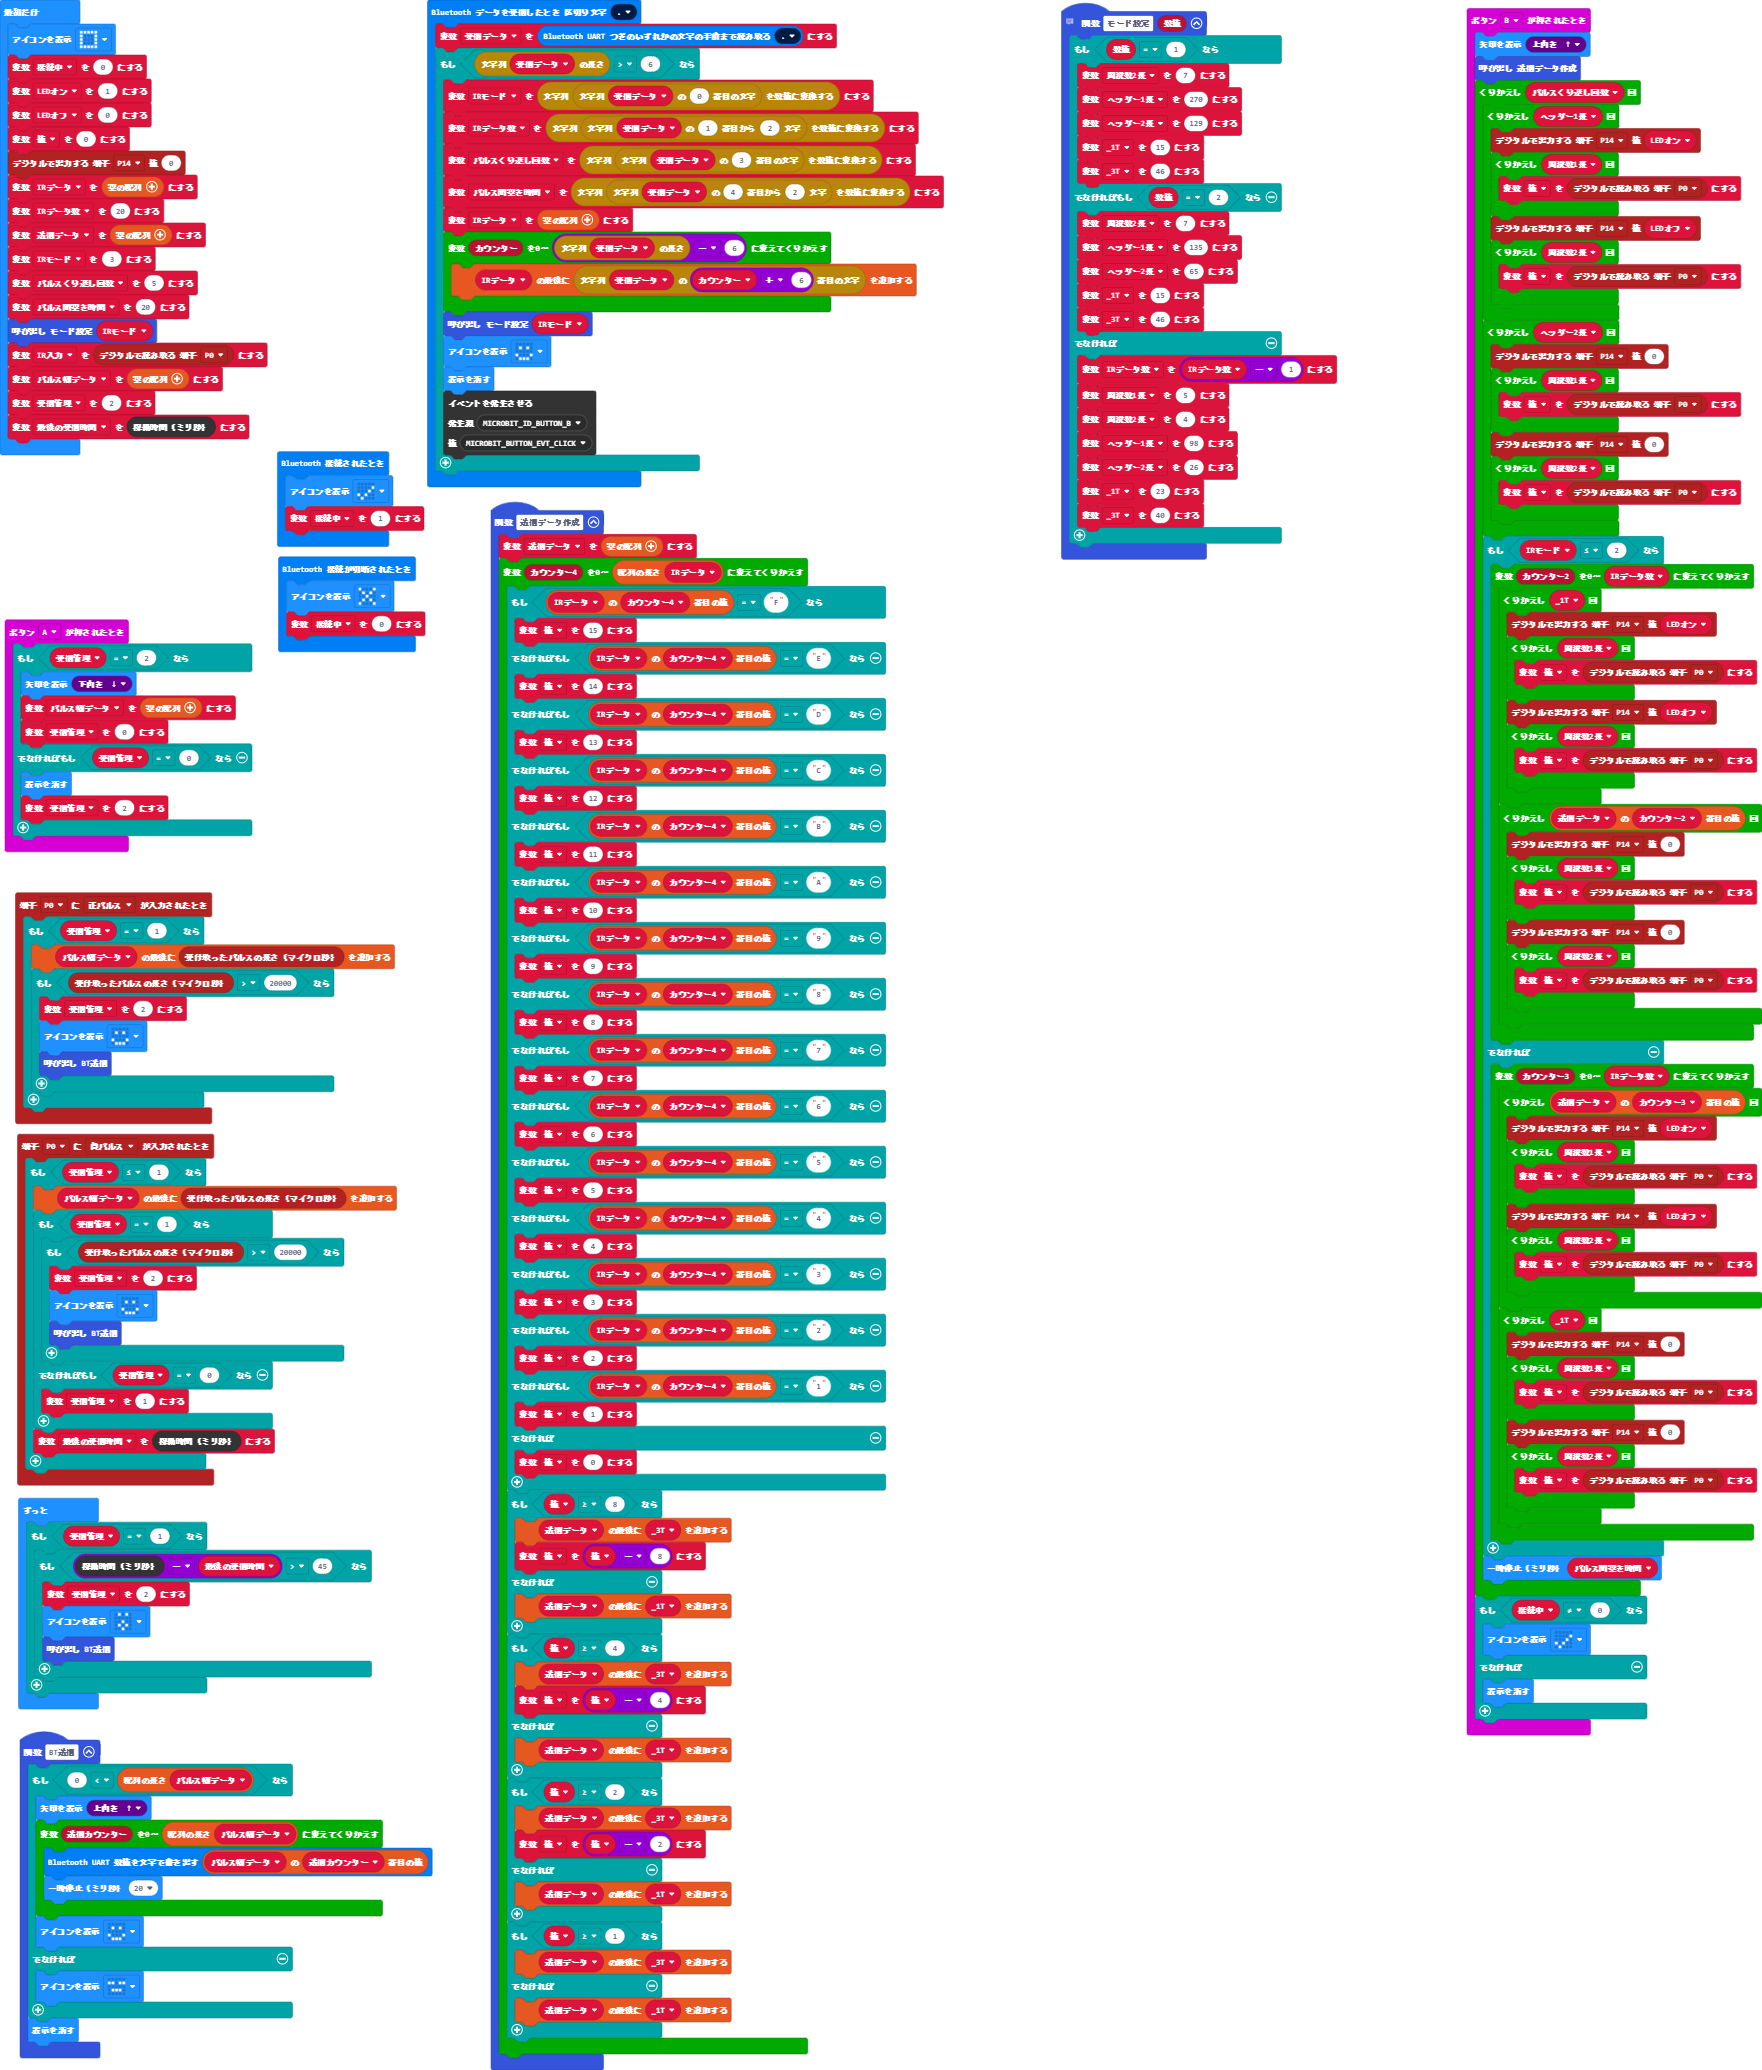 最初だけ
アイコンを表示
変数 接続中 を 0 にする
変数 LEDオン を 1 にする
変数 LEDオフ を 0 にする
変数 値 を 0 にする
デジタルで出力する 端子 P14 値 0
変数 IRデータ を 空の配列 にする
変数 IRデータ数 を 20 にする
変数 送信データ を 空の配列 にする
変数 IRモード を 3 にする
変数 パルスくり返し回数 を 5 にする
変数 パルス間空き時間 を 20 にする
呼び出し モード設定 IRモード
変数 IR入力 を デジタルで読み取る 端子 P0 にする
変数 パルス幅データ を 空の配列 にする
変数 受信管理 を 2 にする
変数 最後の受信時間 を 稼働時間（ミリ秒） にする
Bluetooth 接続されたとき
アイコンを表示
変数 接続中 を 1 にする
Bluetooth 接続が切断されたとき
アイコンを表示
変数 接続中 を 0 にする
ボタン A が押されたとき
もし 受信管理 = 2 なら
矢印を表示 下向き ↓
変数 パルス幅データ を 空の配列 にする
変数 受信管理 を 0 にする
でなければもし 受信管理 = 0 なら
表示を消す
変数 受信管理 を 2 にする
端子 P0 に 正パルス が入力されたとき
もし 受信管理 = 1 なら
パルス幅データ の最後に 受け取ったパルスの長さ（マイクロ秒） を追加する
もし 受け取ったパルスの長さ（マイクロ秒） > 20000 なら
変数 受信管理 を 2 にする
アイコンを表示
呼び出し BT送信
端子 P0 に 負パルス が入力されたとき
もし 受信管理 ≤ 1 なら
パルス幅データ の最後に 受け取ったパルスの長さ（マイクロ秒） を追加する
もし 受信管理 = 1 なら
もし 受け取ったパルスの長さ（マイクロ秒） > 20000 なら
変数 受信管理 を 2 にする
アイコンを表示
呼び出し BT送信
でなければもし 受信管理 = 0 なら
変数 受信管理 を 1 にする
変数 最後の受信時間 を 稼働時間（ミリ秒） にする
ずっと
もし 受信管理 = 1 なら
もし 稼働時間（ミリ秒） － 最後の受信時間 > 45 なら
変数 受信管理 を 2 にする
アイコンを表示
呼び出し BT送信
関数 BT送信
もし 0 < 配列の長さ パルス幅データ なら
矢印を表示 上向き ↑
変数 送信カウンター を0～ 配列の長さ パルス幅データ に変えてくりかえす
Bluetooth UART 数値を文字で書き出す パルス幅データ の 送信カウンター 番目の値
一時停止（ミリ秒） 20
アイコンを表示
でなければ
アイコンを表示
表示を消す
Bluetooth データを受信したとき 区切り文字 .
変数 受信データ を Bluetooth UART つぎのいずれかの文字の手前まで読み取る . にする
もし 文字列 受信データ の長さ > 6 なら
変数 IRモード を 文字列 文字列 受信データ の 0 番目の文字 を数値に変換する にする
変数 IRデータ数 を 文字列 文字列 受信データ の 1 番目から 2 文字 を数値に変換する にする
変数 パルスくり返し回数 を 文字列 文字列 受信データ の 3 番目の文字 を数値に変換する にする
変数 パルス間空き時間 を 文字列 文字列 受信データ の 4 番目から 2 文字 を数値に変換する にする
変数 IRデータ を 空の配列 にする
変数 カウンター を0～ 文字列 受信データ の長さ － 6 に変えてくりかえす
IRデータ の最後に 文字列 受信データ の カウンター ＋ 6 番目の文字 を追加する
呼び出し モード設定 IRモード
アイコンを表示
表示を消す
イベントを発生させる
発生源 MICROBIT_ID_BUTTON_B
値 MICROBIT_BUTTON_EVT_CLICK
関数 送信データ作成
変数 送信データ を 空の配列 にする
変数 カウンター4 を0～ 配列の長さ IRデータ に変えてくりかえす
もし IRデータ の カウンター4 番目の値 = "F" なら
変数 値 を 15 にする
でなければもし IRデータ の カウンター4 番目の値 = "E" なら
変数 値 を 14 にする
でなければもし IRデータ の カウンター4 番目の値 = "D" なら
変数 値 を 13 にする
でなければもし IRデータ の カウンター4 番目の値 = "C" なら
変数 値 を 12 にする
でなければもし IRデータ の カウンター4 番目の値 = "B" なら
変数 値 を 11 にする
でなければもし IRデータ の カウンター4 番目の値 = "A" なら
変数 値 を 10 にする
でなければもし IRデータ の カウンター4 番目の値 = "9" なら
変数 値 を 9 にする
でなければもし IRデータ の カウンター4 番目の値 = "8" なら
変数 値 を 8 にする
でなければもし IRデータ の カウンター4 番目の値 = "7" なら
変数 値 を 7 にする
でなければもし IRデータ の カウンター4 番目の値 = "6" なら
変数 値 を 6 にする
でなければもし IRデータ の カウンター4 番目の値 = "5" なら
変数 値 を 5 にする
でなければもし IRデータ の カウンター4 番目の値 = "4" なら
変数 値 を 4 にする
でなければもし IRデータ の カウンター4 番目の値 = "3" なら
変数 値 を 3 にする
でなければもし IRデータ の カウンター4 番目の値 = "2" なら
変数 値 を 2 にする
でなければもし IRデータ の カウンター4 番目の値 = "1" なら
変数 値 を 1 にする
でなければ
変数 値 を 0 にする
もし 値 ≥ 8 なら
送信データ の最後に _3T を追加する
変数 値 を 値 － 8 にする
でなければ
送信データ の最後に _1T を追加する
もし 値 ≥ 4 なら
送信データ の最後に _3T を追加する
変数 値 を 値 － 4 にする
でなければ
送信データ の最後に _1T を追加する
もし 値 ≥ 2 なら
送信データ の最後に _3T を追加する
変数 値 を 値 － 2 にする
でなければ
送信データ の最後に _1T を追加する
もし 値 ≥ 1 なら
送信データ の最後に _3T を追加する
でなければ
送信データ の最後に _1T を追加する
関数 モード設定 数値
もし 数値 = 1 なら
変数 周波数2長 を 7 にする
変数 ヘッダー1長 を 270 にする
変数 ヘッダー2長 を 129 にする
変数 _1T を 15 にする
変数 _3T を 46 にする
でなければもし 数値 = 2 なら
変数 周波数2長 を 7 にする
変数 ヘッダー1長 を 135 にする
変数 ヘッダー2長 を 65 にする
変数 _1T を 15 にする
変数 _3T を 46 にする
でなければ
変数 IRデータ数 を IRデータ数 － 1 にする
変数 周波数1長 を 5 にする
変数 周波数2長 を 4 にする
変数 ヘッダー1長 を 98 にする
変数 ヘッダー2長 を 26 にする
変数 _1T を 23 にする
変数 _3T を 40 にする
ボタン B が押されたとき
矢印を表示 上向き ↑
呼び出し 送信データ作成
くりかえし パルスくり返し回数 回
くりかえし ヘッダー1長 回
デジタルで出力する 端子 P14 値 LEDオン
くりかえし 周波数1長 回
変数 値 を デジタルで読み取る 端子 P0
デジタルで出力する 端子 P14 値 LEDオフ
くりかえし 周波数2長 回
変数 値 を デジタルで読み取る 端子 P0
くりかえし ヘッダー2長 回
デジタルで出力する 端子 P14 値 0
くりかえし 周波数1長 回
変数 値 を デジタルで読み取る 端子 P0
デジタルで出力する 端子 P14 値 0
くりかえし 周波数2長 回
変数 値 を デジタルで読み取る 端子 P0
もし IRモード ≤ 2 なら
変数 カウンター2 を0～ IRデータ数 に変えてくりかえす
くりかえし _1T 回
デジタルで出力する 端子 P14 値 LEDオン
くりかえし 周波数1長 回
変数 値 を デジタルで読み取る 端子 P0
デジタルで出力する 端子 P14 値 LEDオフ
くりかえし 周波数2長 回
変数 値 を デジタルで読み取る 端子 P0
くりかえし 送信データ の カウンター2 番目の値 回
デジタルで出力する 端子 P14 値 0
くりかえし 周波数1長 回
変数 値 を デジタルで読み取る 端子 P0
デジタルで出力する 端子 P14 値 0
くりかえし 周波数2長 回
変数 値 を デジタルで読み取る 端子 P0
でなければ
変数 カウンター3 を0～ IRデータ数 に変えてくりかえす
くりかえし 送信データ の カウンター3 番目の値 回
デジタルで出力する 端子 P14 値 LEDオン
くりかえし 周波数1長 回
変数 値 を デジタルで読み取る 端子 P0
デジタルで出力する 端子 P14 値 LEDオフ
くりかえし 周波数2長 回
変数 値 を デジタルで読み取る 端子 P0
くりかえし _1T 回
デジタルで出力する 端子 P14 値 0
くりかえし 周波数1長 回
変数 値 を デジタルで読み取る 端子 P0
デジタルで出力する 端子 P14 値 0
くりかえし 周波数2長 回
変数 値 を デジタルで読み取る 端子 P0
一時停止（ミリ秒） パルス間空き時間
もし 接続中 ≠ 0 なら
アイコンを表示
でなければ
表示を消す